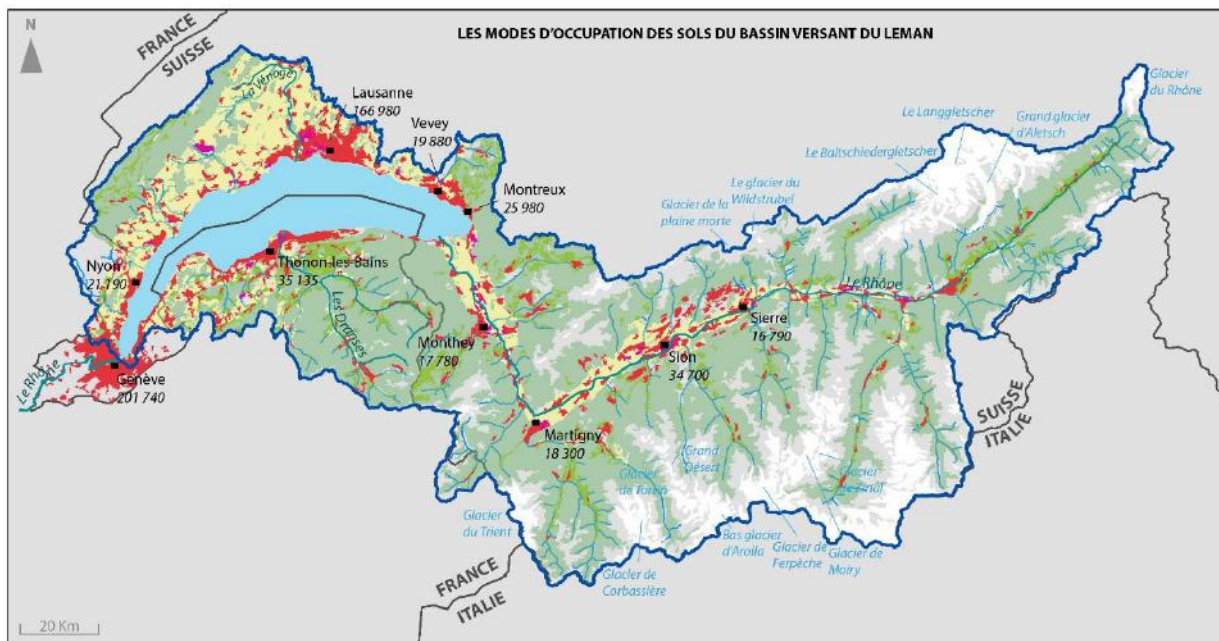 LES MODES D'OCCUPATION DES SOLS DU BASSIN VERSANT DU LEMAN
N
FRANCE
SUISSE
La Venoge
Lausanne
166 980
Vevey
19 880
Montreux
25 980
Nyon
21 190
Thonon-les-Bains
35 135
Les Dranses
Le Rhône
Genève
201 740
Monthey
17 780
Martigny
18 300
Sion
34 700
Sierre
16 790
Le Rhône
Glacier
du Rhône
Le Langgletscher
Grand glacier
d'Aletsch
Le Baltschiedergletscher
Le glacier du
Wildstrubel
Glacier de la
plaine morte
SUISSE
ITALIE
Glacier
du Trient
Glacier
de
Grand
Désert
Glacier
de Zinal
Glacier de
Corbassière
Bas glacier
d'Arolla
Glacier de
Ferpècle
Glacier de
Moiry
FRANCE
ITALIE
20 Km